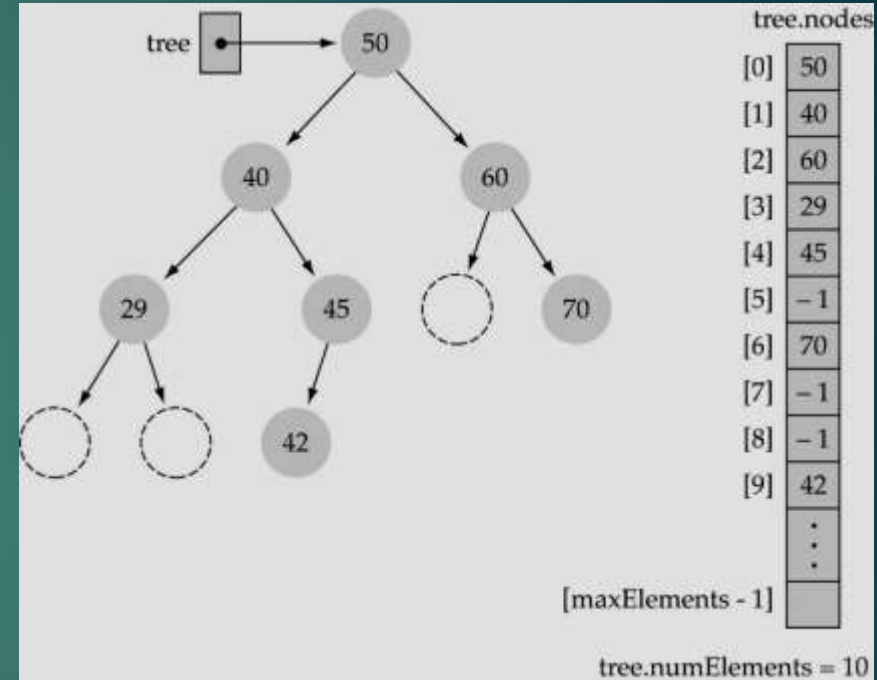 tree
50
40 60
29 45 70
42
tree.nodes
[0] 50
[1] 40
[2] 60
[3] 29
[4] 45
[5] – 1
[6] 70
[7] – 1
[8] – 1
[9] 42
[maxElements - 1]
tree.numElements = 10